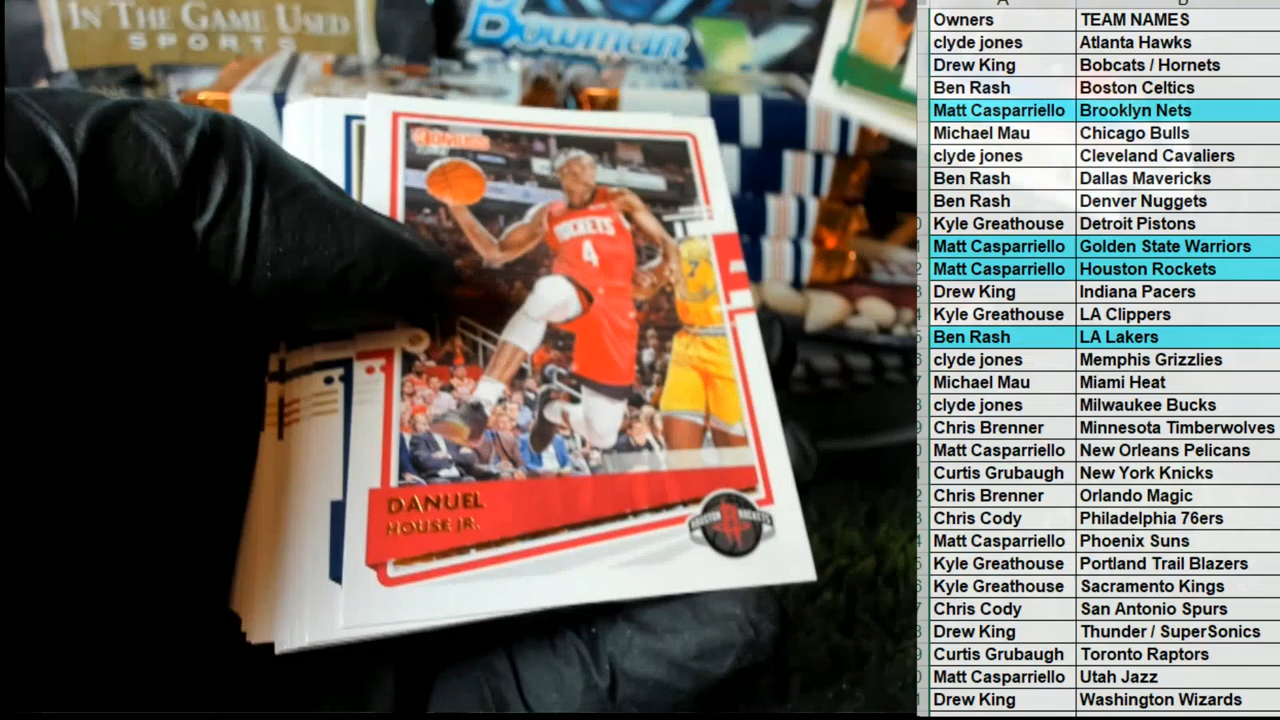 IN THE GAME USED
SPORTS
Bowman
DONRUSS
ROCKETS
4
7
DANUEL
HOUSE JR.
HOUSTON ROCKETS
Owners TEAM NAMES
clyde jones Atlanta Hawks
Drew King Bobcats / Hornets
Ben Rash Boston Celtics
Matt Casparriello Brooklyn Nets
Michael Mau Chicago Bulls
clyde jones Cleveland Cavaliers
Ben Rash Dallas Mavericks
Ben Rash Denver Nuggets
Kyle Greathouse Detroit Pistons
Matt Casparriello Golden State Warriors
Matt Casparriello Houston Rockets
Drew King Indiana Pacers
Kyle Greathouse LA Clippers
Ben Rash LA Lakers
clyde jones Memphis Grizzlies
Michael Mau Miami Heat
clyde jones Milwaukee Bucks
Chris Brenner Minnesota Timberwolves
Matt Casparriello New Orleans Pelicans
Curtis Grubaugh New York Knicks
Chris Brenner Orlando Magic
Chris Cody Philadelphia 76ers
Matt Casparriello Phoenix Suns
Kyle Greathouse Portland Trail Blazers
Kyle Greathouse Sacramento Kings
Chris Cody San Antonio Spurs
Drew King Thunder / SuperSonics
Curtis Grubaugh Toronto Raptors
Matt Casparriello Utah Jazz
Drew King Washington Wizards